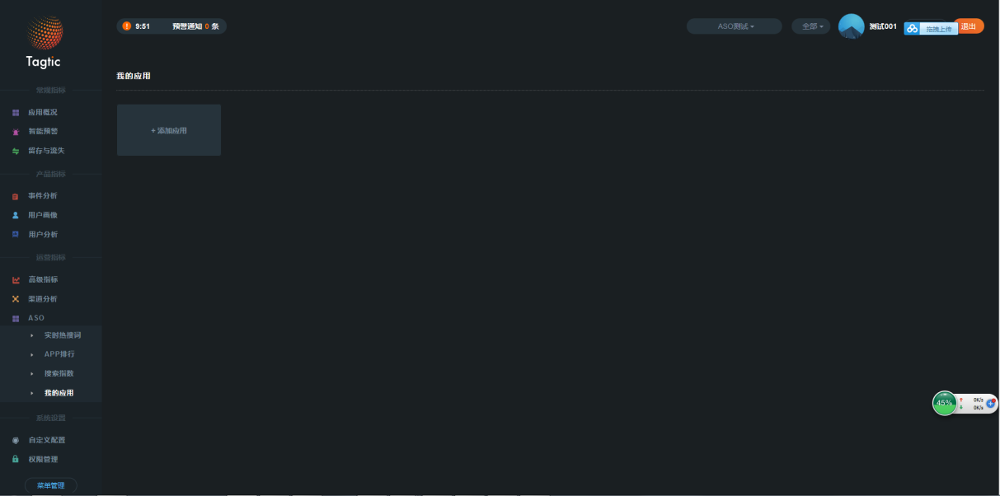 9:51 预警通知 0 条
ASO测试
全部
测试001
拖拽上传
退出
Tagtic
我的应用
+ 添加应用
常规指标
应用概况
智能预警
留存与流失
产品指标
事件分析
用户画像
用户分析
运营指标
高级指标
渠道分析
ASO
实时热搜词
APP排行
搜索指数
我的应用
系统设置
自定义配置
权限管理
菜单管理
45%
0K/s
0K/s